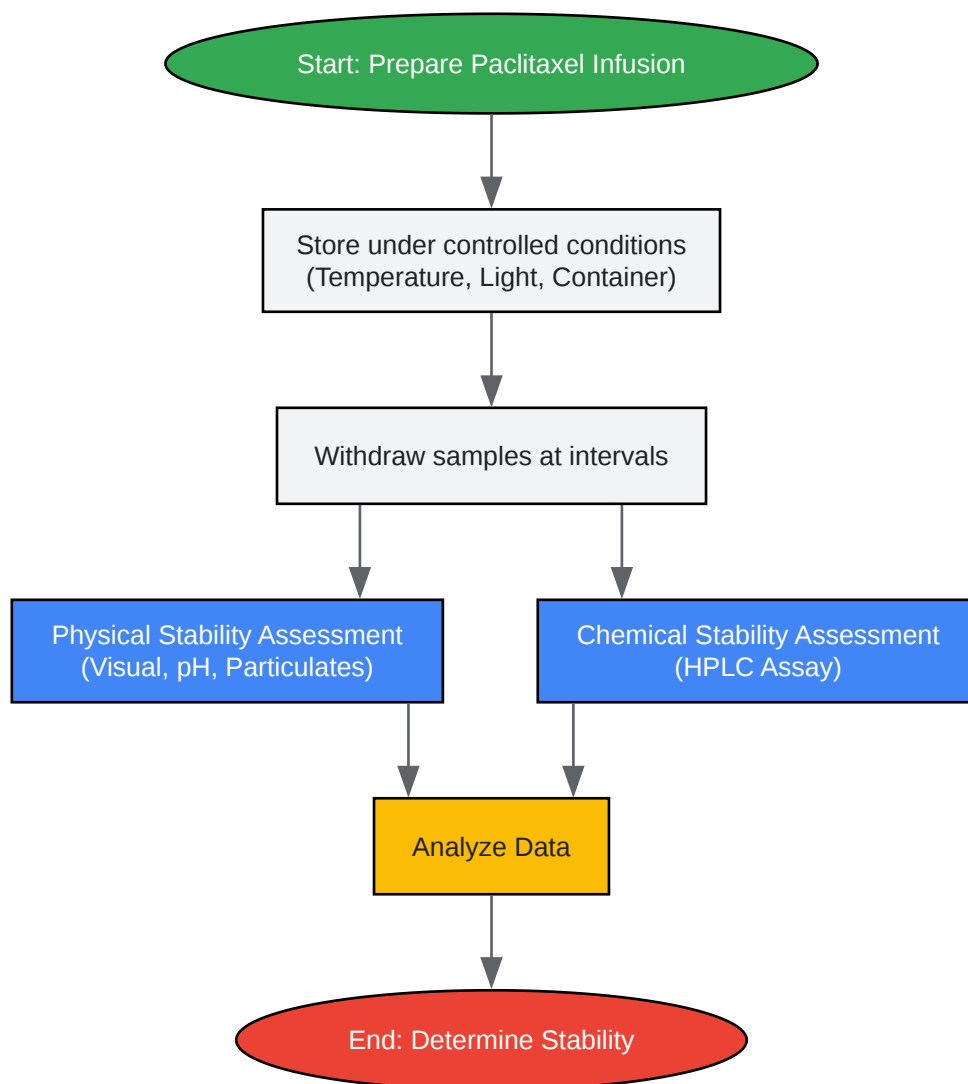 Start: Prepare Paclitaxel Infusion
Store under controlled conditions
(Temperature, Light, Container)
Withdraw samples at intervals
Physical Stability Assessment
(Visual, pH, Particulates)
Chemical Stability Assessment
(HPLC Assay)
Analyze Data
End: Determine Stability